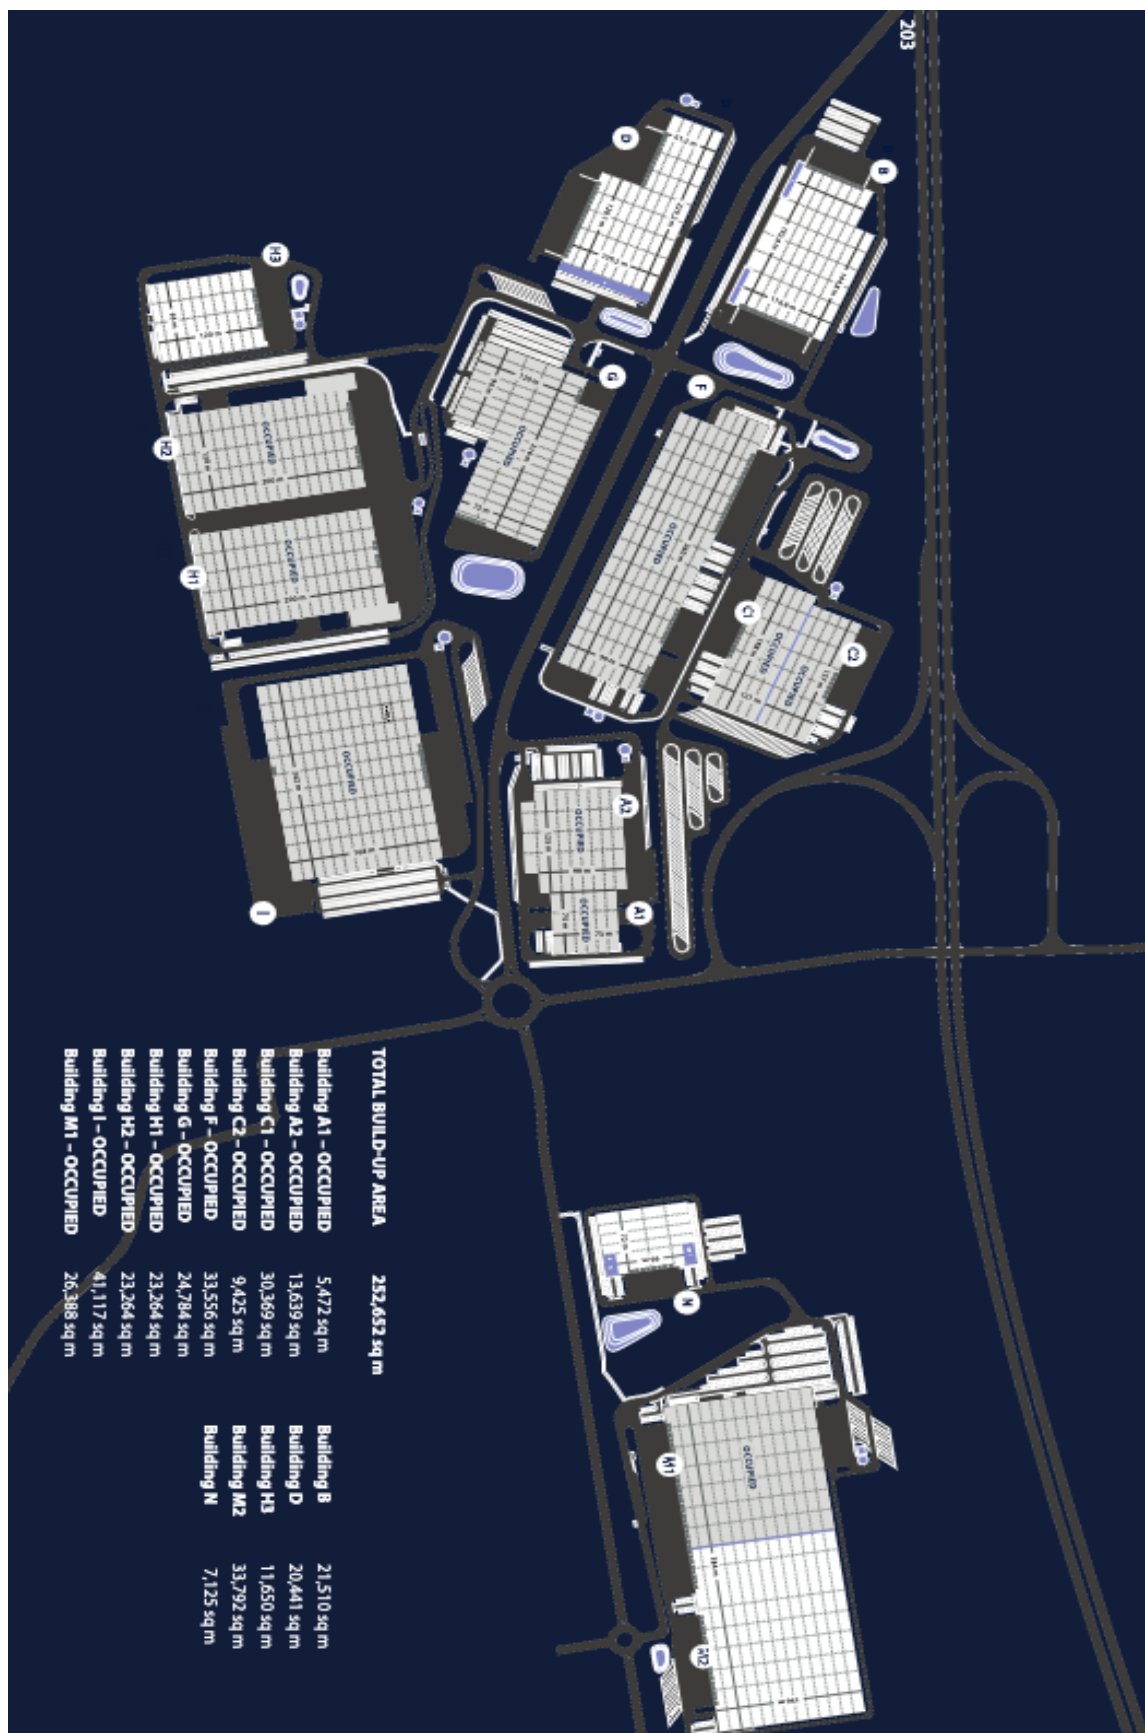 203
B
D
H3
G
F
H2
OCCUPIED
OCCUPIED
OCCUPIED
H1
OCCUPIED
C1
C2
OCCUPIED
OCCUPIED
OCCUPIED
A2
OCCUPIED
A1
OCCUPIED
I
N
M1
OCCUPIED
M2
TOTAL BUILD-UP AREA 252,652 sq m
Building A1 – OCCUPIED 5,472 sq m
Building A2 – OCCUPIED 13,639 sq m
Building C1 – OCCUPIED 30,369 sq m
Building C2 – OCCUPIED 9,425 sq m
Building F – OCCUPIED 33,556 sq m
Building G – OCCUPIED 24,784 sq m
Building H1 – OCCUPIED 23,264 sq m
Building H2 – OCCUPIED 23,264 sq m
Building I – OCCUPIED 41,117 sq m
Building M1 – OCCUPIED 26,388 sq m
Building B 21,510 sq m
Building D 20,441 sq m
Building H3 11,650 sq m
Building M2 33,792 sq m
Building N 7,125 sq m